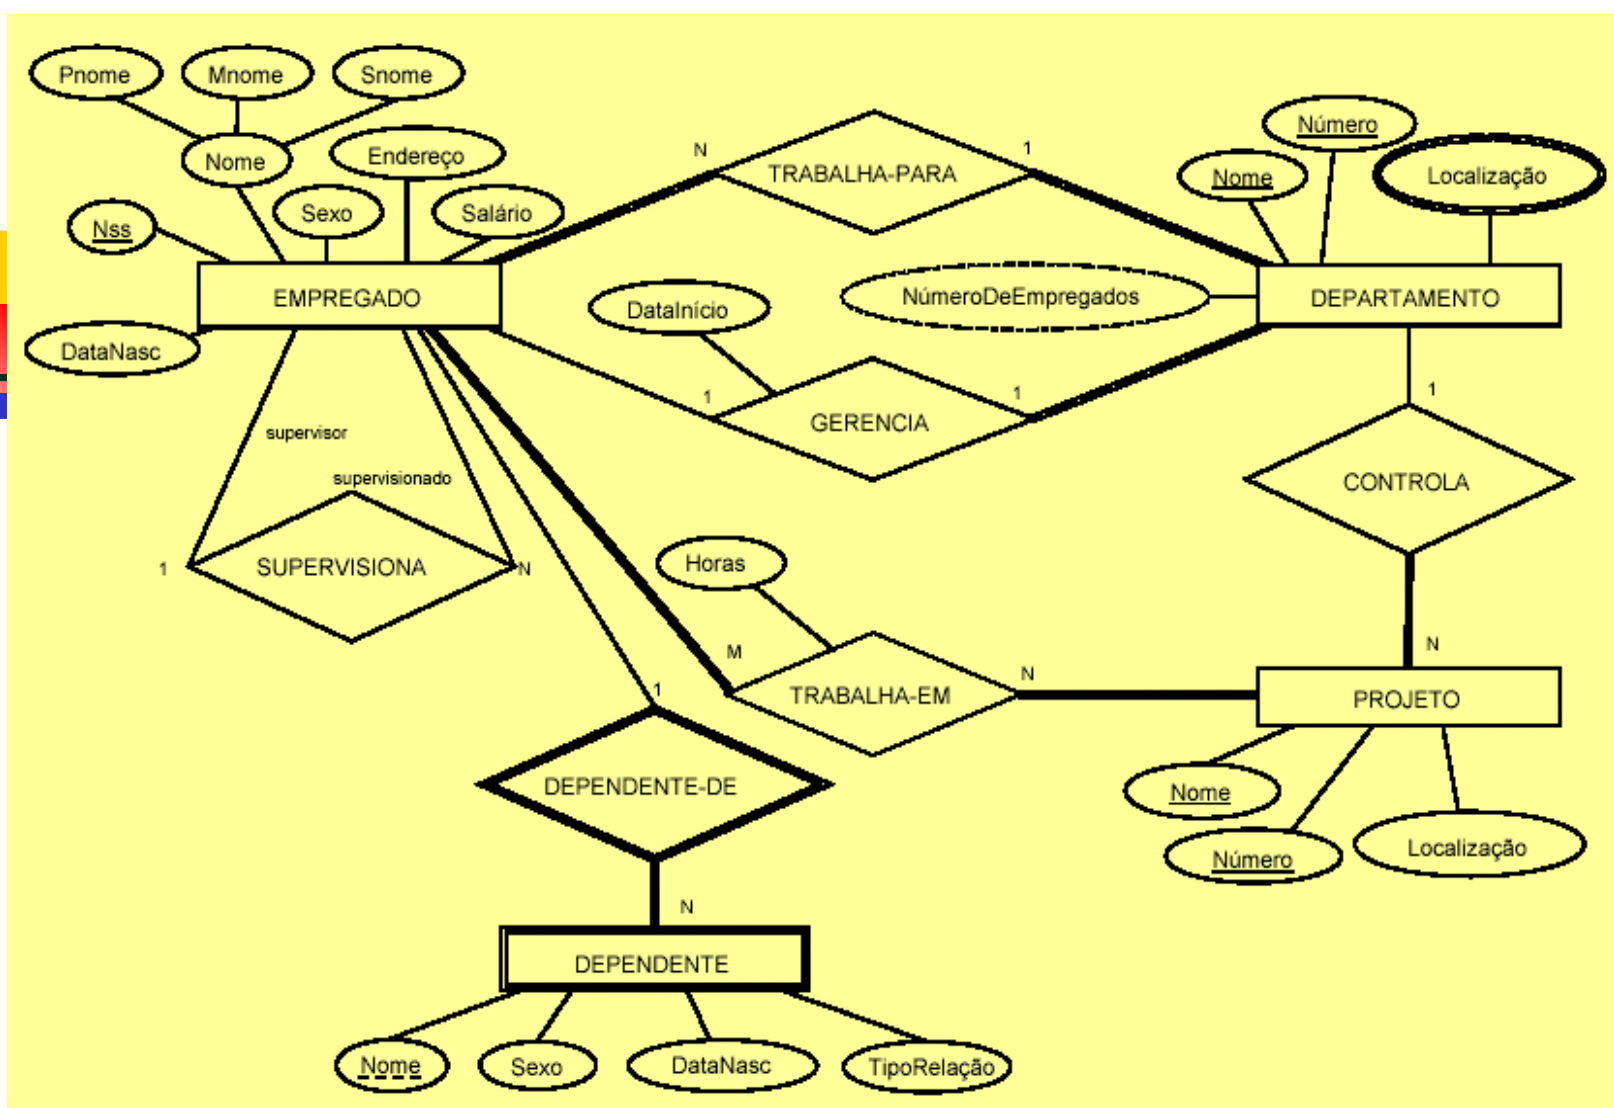 Pnome
Mnome
Snome
Nome
Endereço
Nss
Sexo
Salário
EMPREGADO
DataNasc
N
TRABALHA-PARA
1
Nome
Número
Localização
NúmeroDeEmpregados
DEPARTAMENTO
DataInício
1
GERENCIA
1
supervisor
supervisionado
1
SUPERVISIONA
N
1
CONTROLA
N
Horas
M
TRABALHA-EM
N
PROJETO
Nome
Número
Localização
1
DEPENDENTE-DE
N
DEPENDENTE
Nome
Sexo
DataNasc
TipoRelação